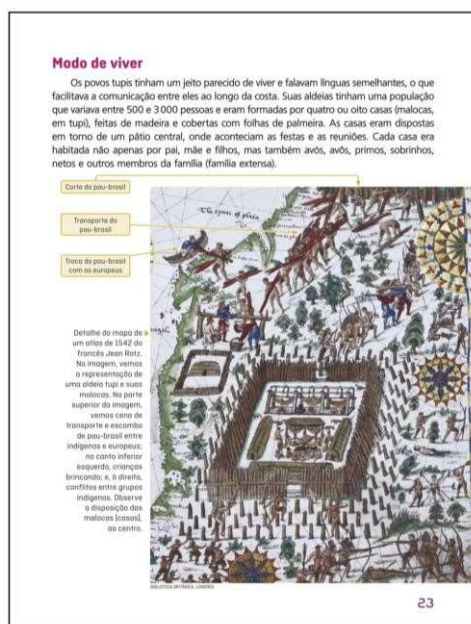 Modo de viver
Os povos tupis tinham um jeito parecido de viver e falavam línguas semelhantes, o que
facilitava a comunicação entre eles ao longo da costa. Suas aldeias tinham uma população
que variava entre 500 e 3 000 pessoas e eram formadas por quatro ou oito casas (malocas,
em tupi), feitas de madeira e cobertas com folhas de palmeira. As casas eram dispostas
em torno de um pátio central, onde aconteciam as festas e as reuniões. Cada casa era
habitada não apenas por pai, mãe e filhos, mas também avós, avôs, primos, sobrinhos,
netos e outros membros da família (família extensa).
Corte do pau-brasil
Transporte do
pau-brasil
Troca do pau-brasil
com os europeus
Detalhe do mapa de
um atlas de 1542 do
francês Jean Rotz.
Na imagem, vemos
a representação de
uma aldeia tupi e suas
malocas. Na parte
superior da imagem,
vemos cena de
transporte e escambo
de pau-brasil entre
indígenas e europeus;
no canto inferior
esquerdo, crianças
brincando; e, à direita,
conflitos entre grupos
indígenas. Observe
a disposição das
malocas (casas),
ao centro.
BIBLIOTECA BRITÂNICA, LONDRES
23